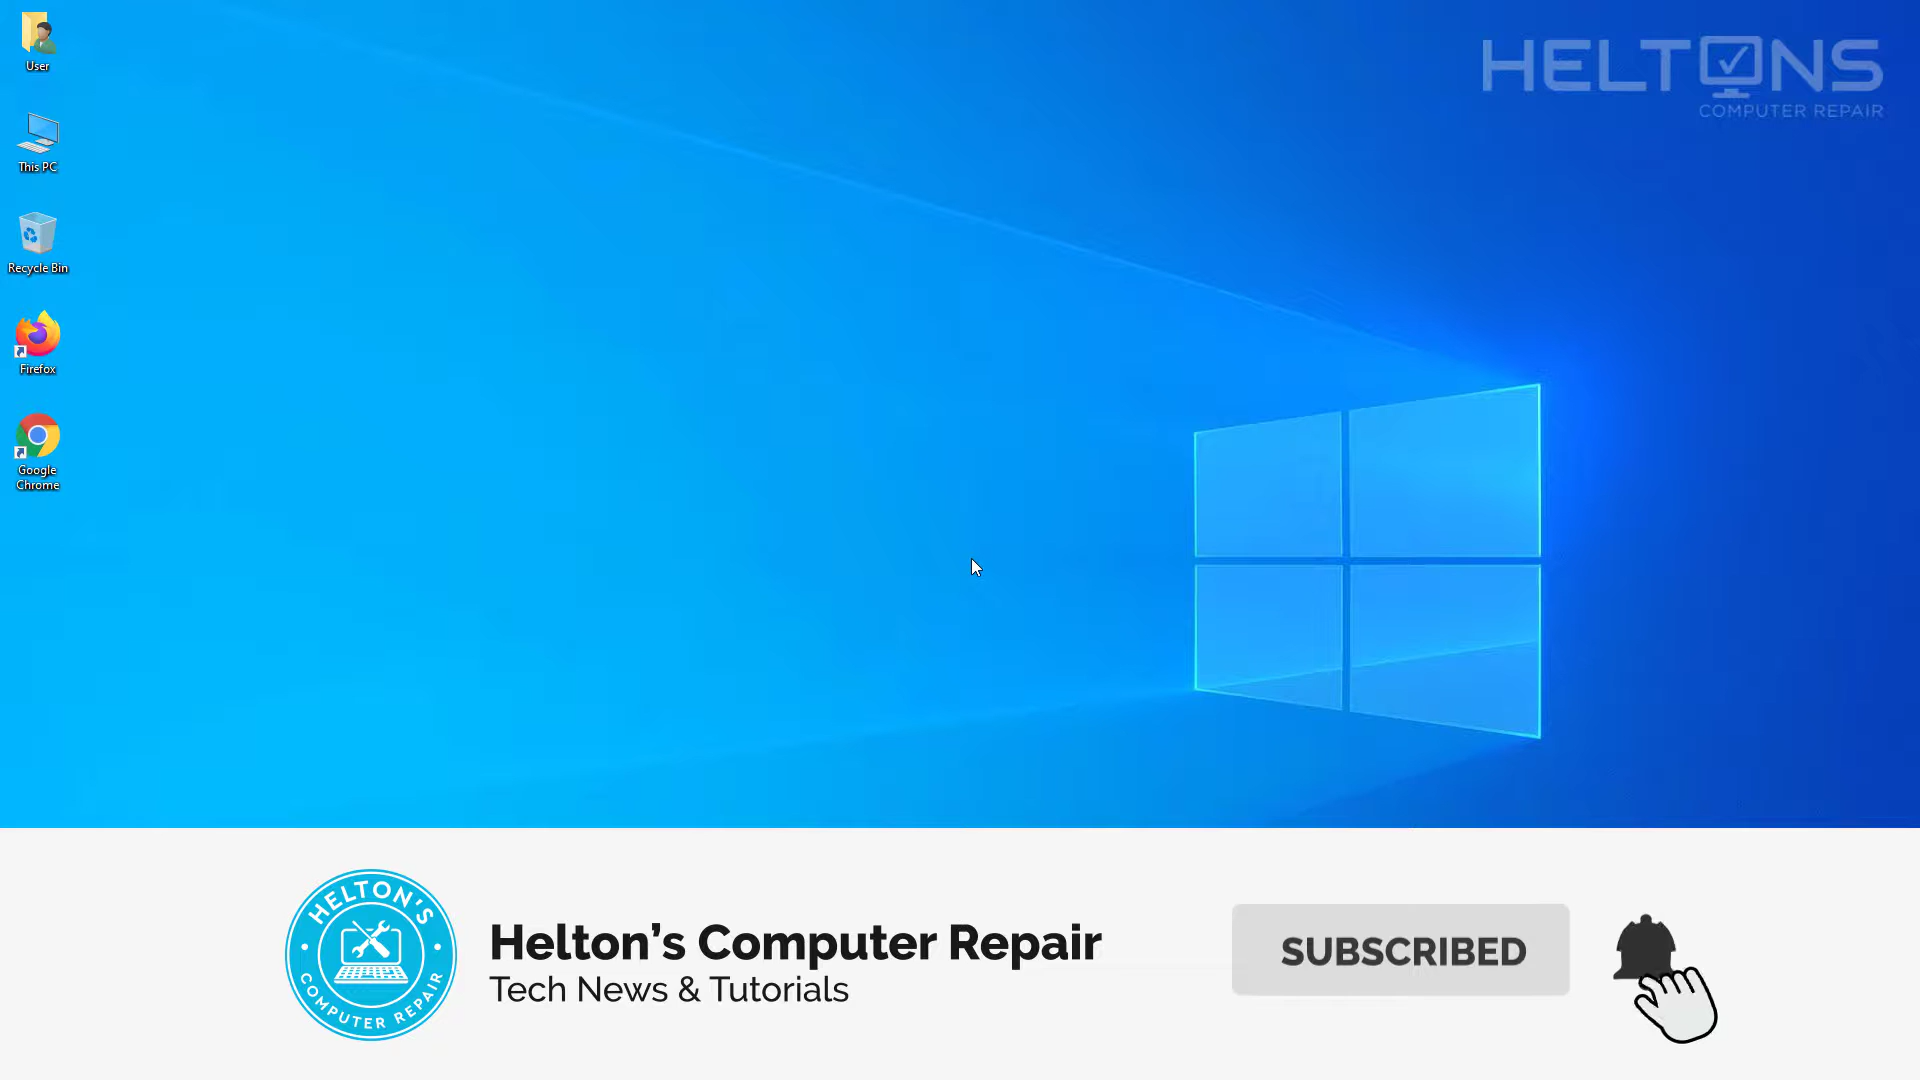 User
This PC
Recycle Bin
Firefox
Google
Chrome
HELTONS
COMPUTER REPAIR
HELTON'S
COMPUTER REPAIR
Helton's Computer Repair
Tech News & Tutorials
SUBSCRIBED